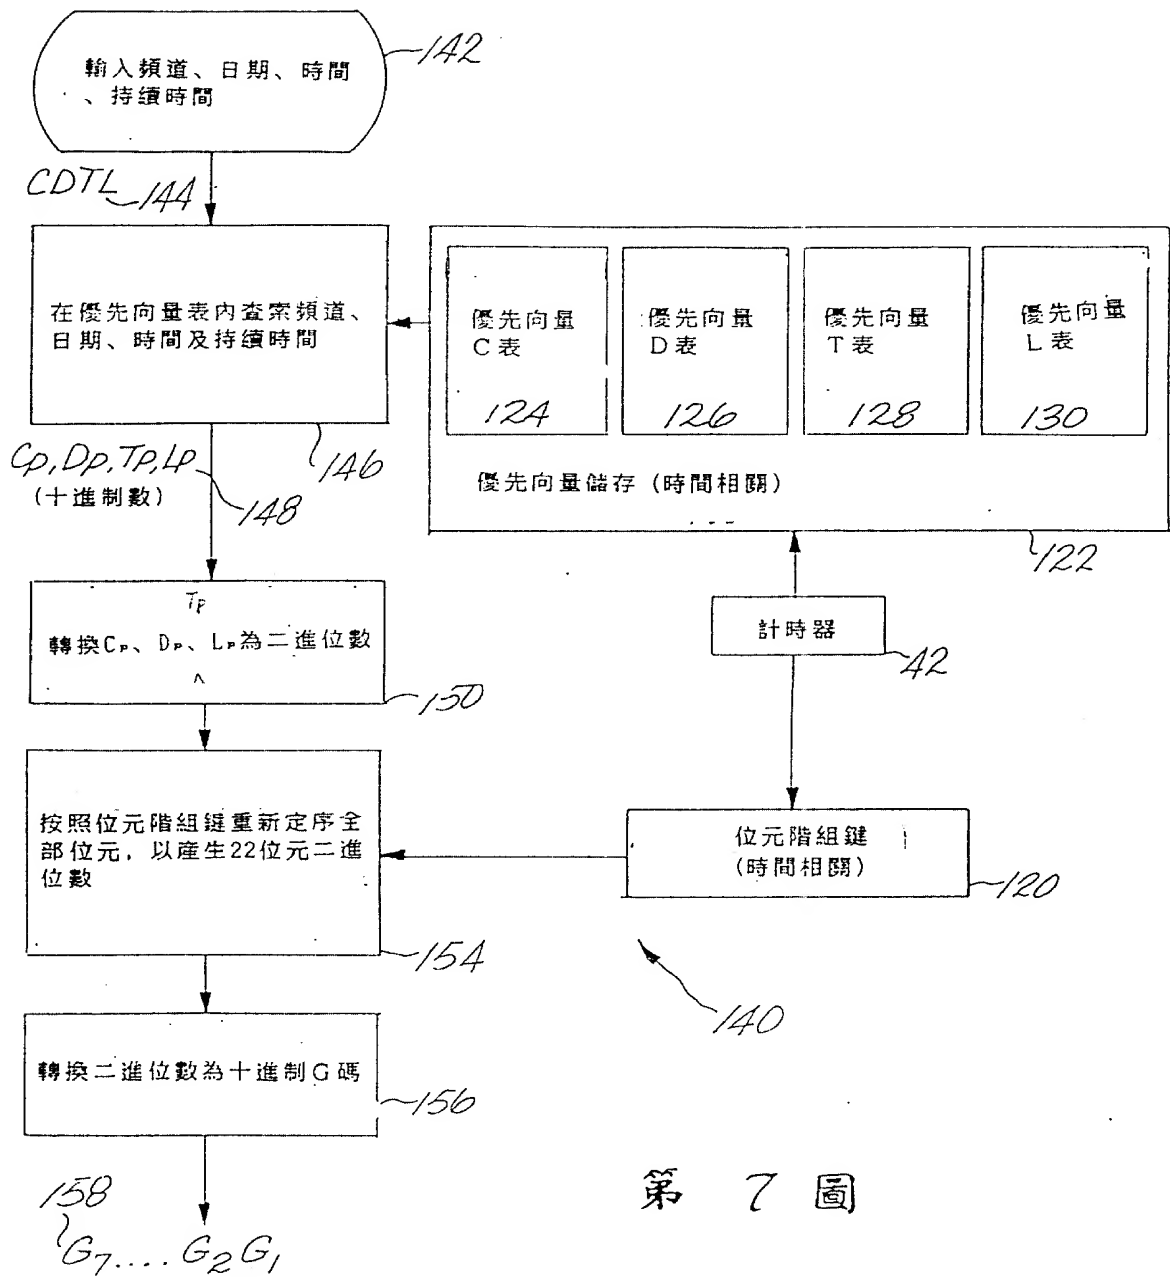 輸入頻道、日期、時間
、持續時間
142
CDTL
144
在優先向量表內查索頻道、
日期、時間及持續時間
146
優先向量
C表
124
優先向量
D表
126
優先向量
T表
128
優先向量
L表
130
優先向量儲存(時間相關)
122
Cp,Dp,Tp,Lp
(十進制數)
148
Tp
轉換Cp、Dp、Lp為二進位數
^
150
計時器
42
按照位元階組鍵重新定序全
部位元,以產生22位元二進
位數
154
位元階組鍵
(時間相關)
120
140
轉換二進位數為十進制G碼
156
158
G7....G2G1
第 7 圖